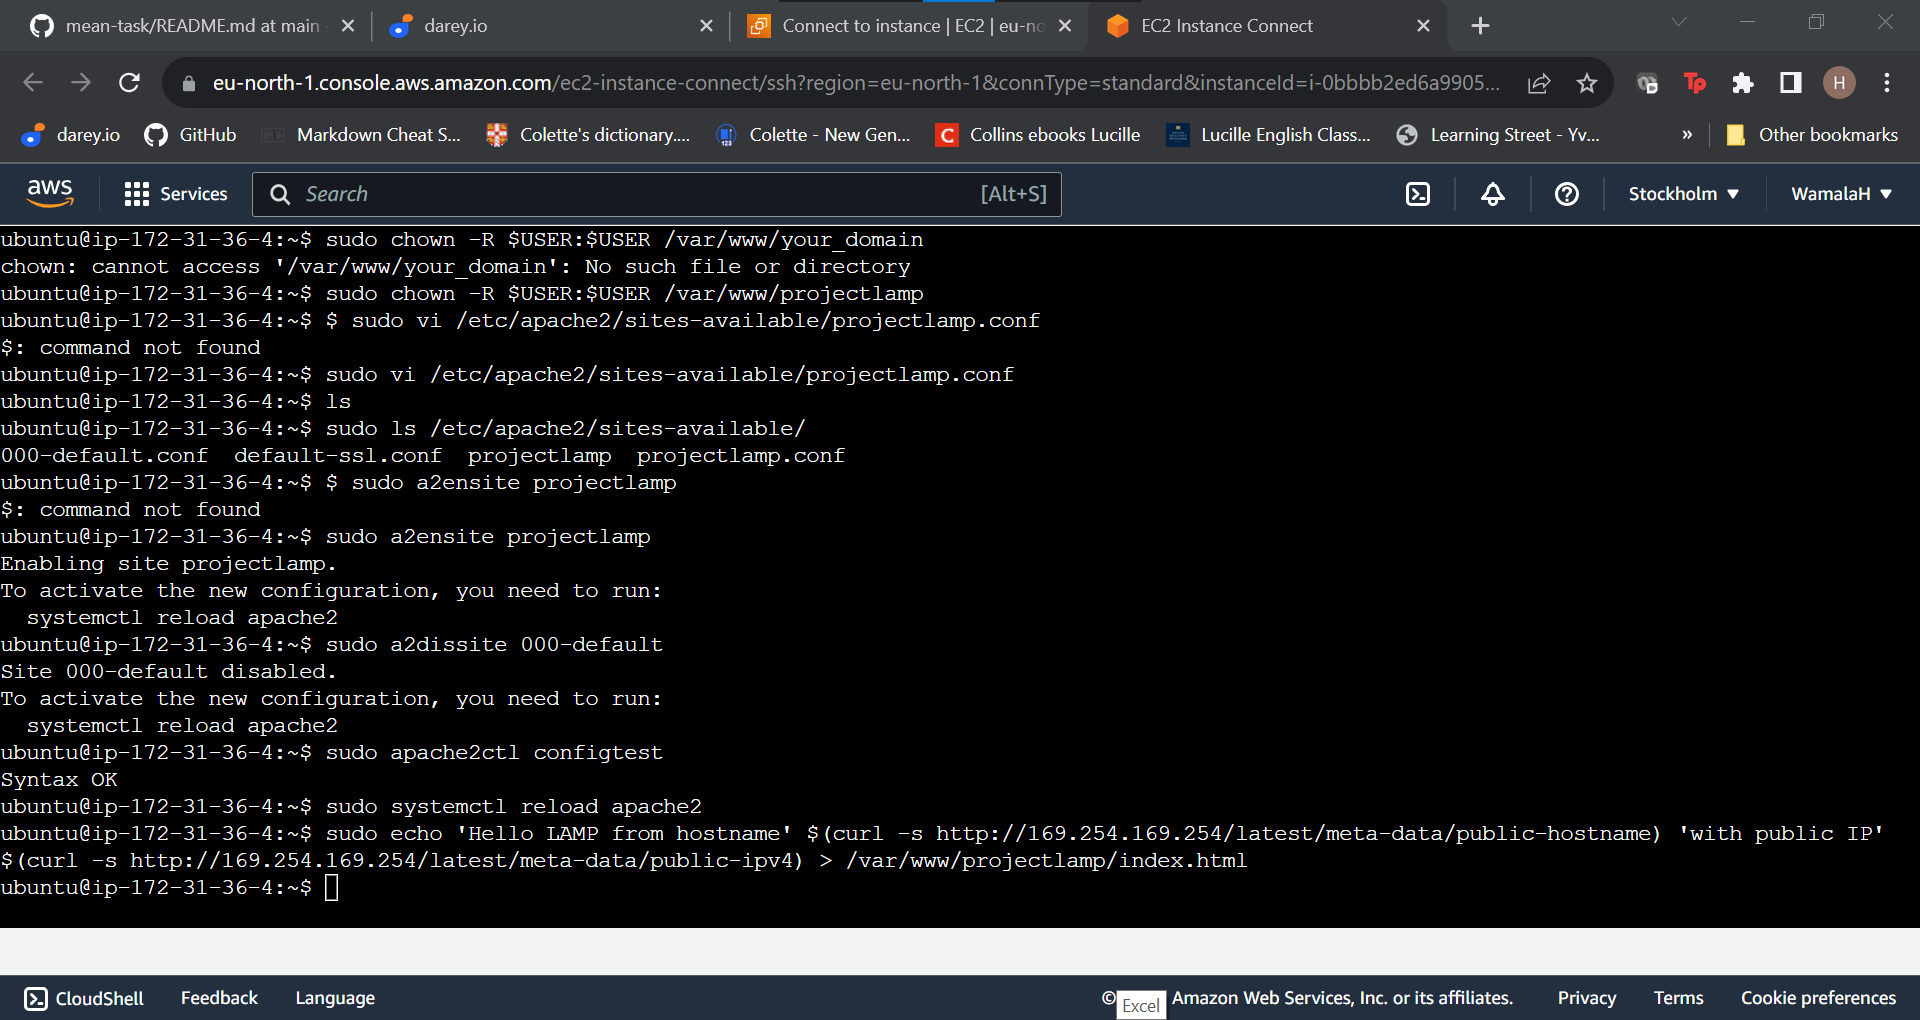 mean-task/README.md at main
darey.io
Connect to instance | EC2 | eu-no
EC2 Instance Connect
eu-north-1.console.aws.amazon.com/ec2-instance-connect/ssh?region=eu-north-1&connType=standard&instanceId=i-0bbbb2ed6a9905...
Tp
H
darey.io
GitHub
Markdown Cheat S...
Colette's dictionary....
123
Colette - New Gen...
C
Collins ebooks Lucille
Lucille English Class...
Learning Street - Yv...
»
Other bookmarks
aws
Services
Search
[Alt+S]
Stockholm
WamalaH
ubuntu@ip-172-31-36-4:~$ sudo chown -R $USER:$USER /var/www/your_domain
chown: cannot access '/var/www/your_domain': No such file or directory
ubuntu@ip-172-31-36-4:~$ sudo chown -R $USER:$USER /var/www/projectlamp
ubuntu@ip-172-31-36-4:~$ $ sudo vi /etc/apache2/sites-available/projectlamp.conf
$: command not found
ubuntu@ip-172-31-36-4:~$ sudo vi /etc/apache2/sites-available/projectlamp.conf
ubuntu@ip-172-31-36-4:~$ ls
ubuntu@ip-172-31-36-4:~$ sudo ls /etc/apache2/sites-available/
000-default.conf  default-ssl.conf  projectlamp  projectlamp.conf
ubuntu@ip-172-31-36-4:~$ $ sudo a2ensite projectlamp
$: command not found
ubuntu@ip-172-31-36-4:~$ sudo a2ensite projectlamp
Enabling site projectlamp.
To activate the new configuration, you need to run:
  systemctl reload apache2
ubuntu@ip-172-31-36-4:~$ sudo a2dissite 000-default
Site 000-default disabled.
To activate the new configuration, you need to run:
  systemctl reload apache2
ubuntu@ip-172-31-36-4:~$ sudo apache2ctl configtest
Syntax OK
ubuntu@ip-172-31-36-4:~$ sudo systemctl reload apache2
ubuntu@ip-172-31-36-4:~$ sudo echo 'Hello LAMP from hostname' $(curl -s http://169.254.169.254/latest/meta-data/public-hostname) 'with public IP'
$(curl -s http://169.254.169.254/latest/meta-data/public-ipv4) > /var/www/projectlamp/index.html
ubuntu@ip-172-31-36-4:~$
CloudShell
Feedback
Language
©
Excel
Amazon Web Services, Inc. or its affiliates.
Privacy
Terms
Cookie preferences